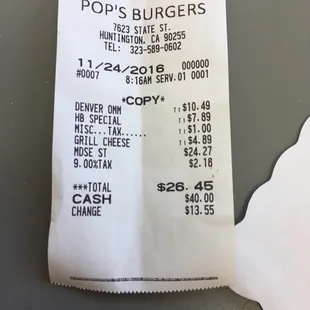 POP'S BURGERS
7623 STATE ST.
HUNTINGTON, CA 90255
TEL: 323-589-0602
11/24/2016 000000
#0007 8:16AM SERV.01 0001
*COPY*
DENVER OMM T1 $10.49
HB SPECIAL T1 $7.89
MISC...TAX...... T1 $1.00
GRILL CHEESE T1 $4.89
MDSE ST $24.27
9.00%TAX $2.18
***TOTAL $26.45
CASH $40.00
CHANGE $13.55